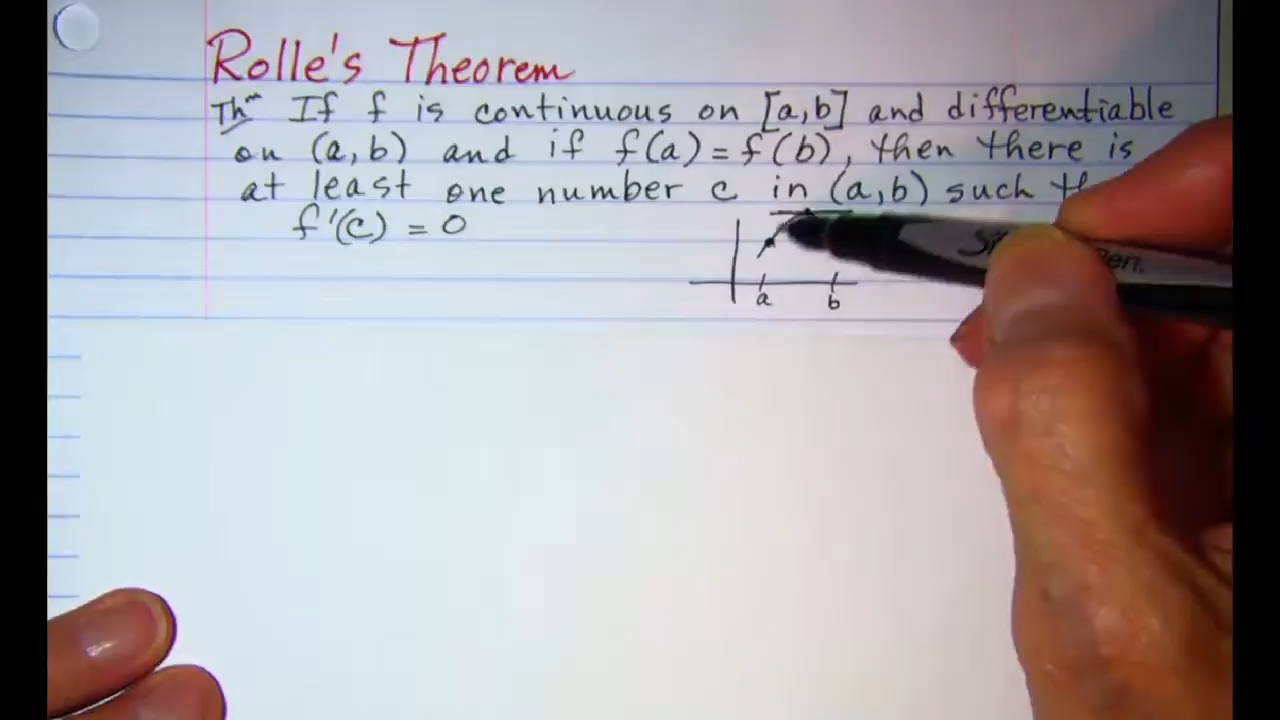 Rolle's Theorem
Thm If f is continuous on [a,b] and differentiable
on (a,b) and if f(a) = f(b), then there is
at least one number c in (a,b) such
f'(c) = 0
a b